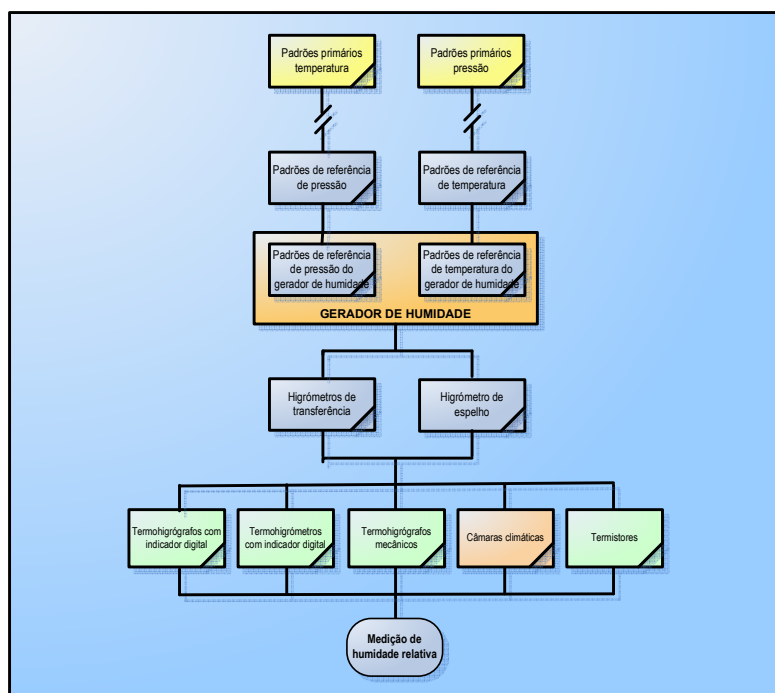 Padrões primários
temperatura
Padrões primários
pressão
Padrões de referência
de pressão
Padrões de referência
de temperatura
Padrões de referência
de pressão do
gerador de humidade
Padrões de referência
de temperatura do
gerador de humidade
GERADOR DE HUMIDADE
Higrómetros de
transferência
Higrómetro de
espelho
Termohigrógrafos com
indicador digital
Termohigrómetros
com indicador digital
Termohigrógrafos
mecânicos
Câmaras climáticas
Termistores
Medição de
humidade relativa